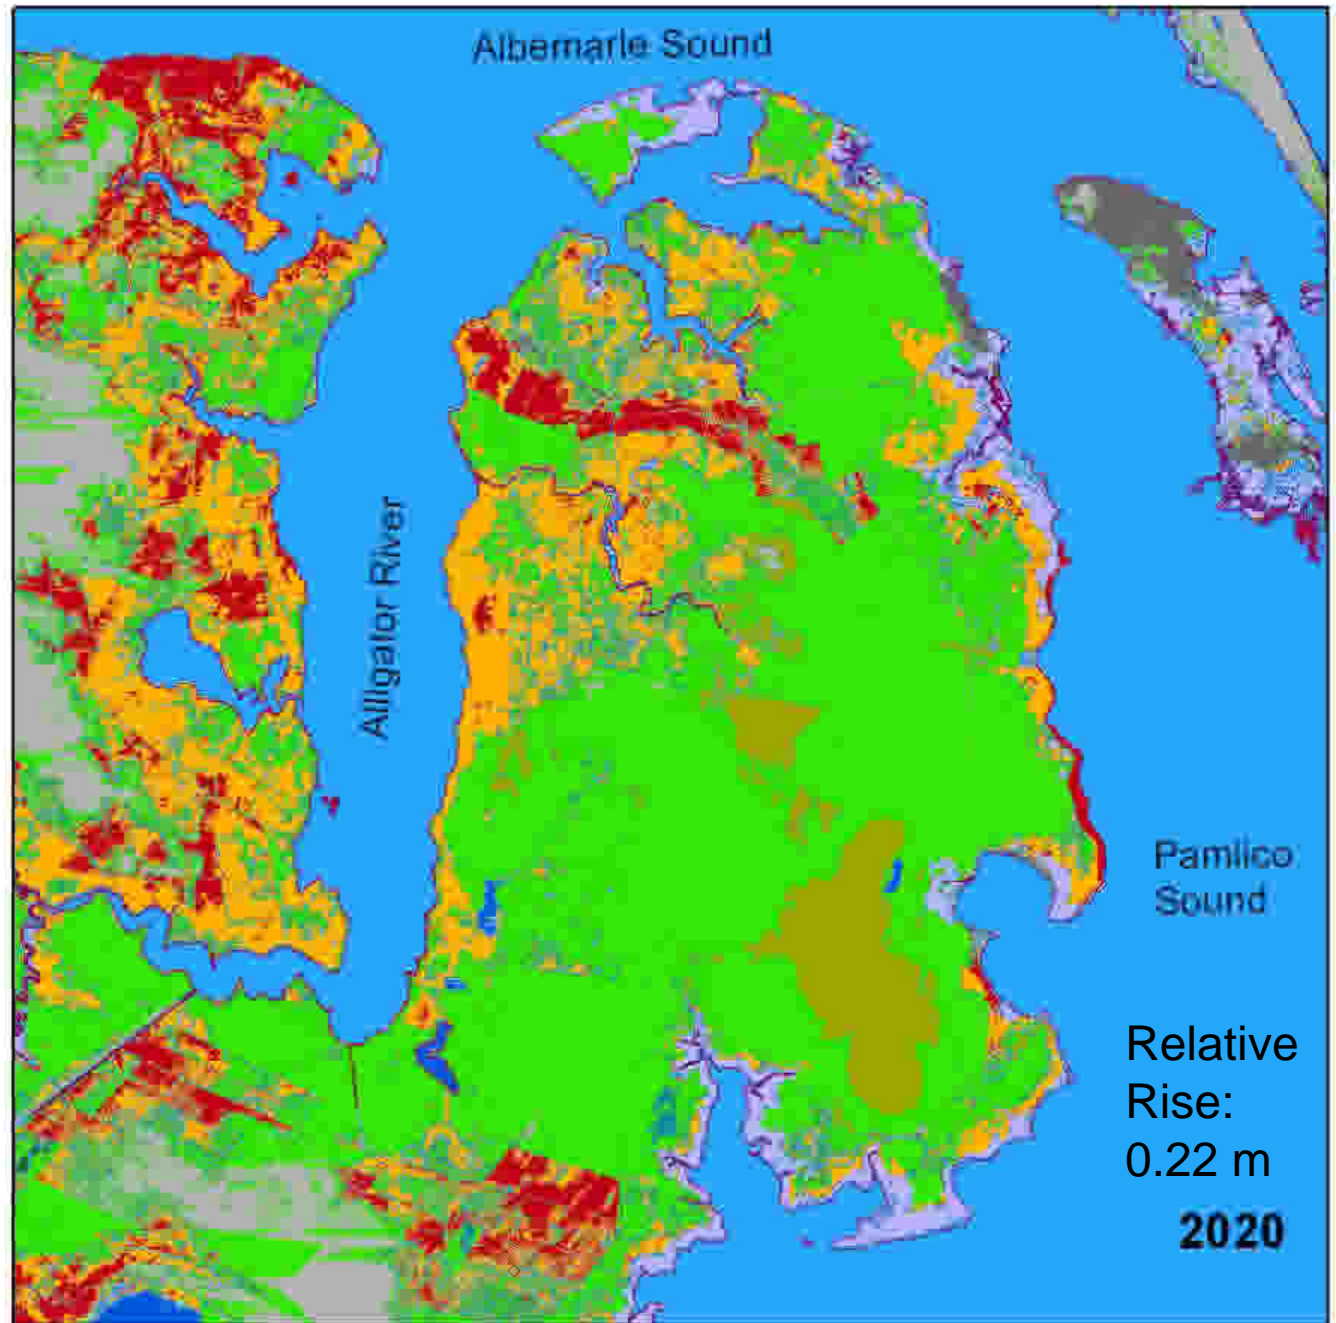 Albemarle Sound
Alligator River
Pamlico
Sound
Relative
Rise:
0.22 m
2020